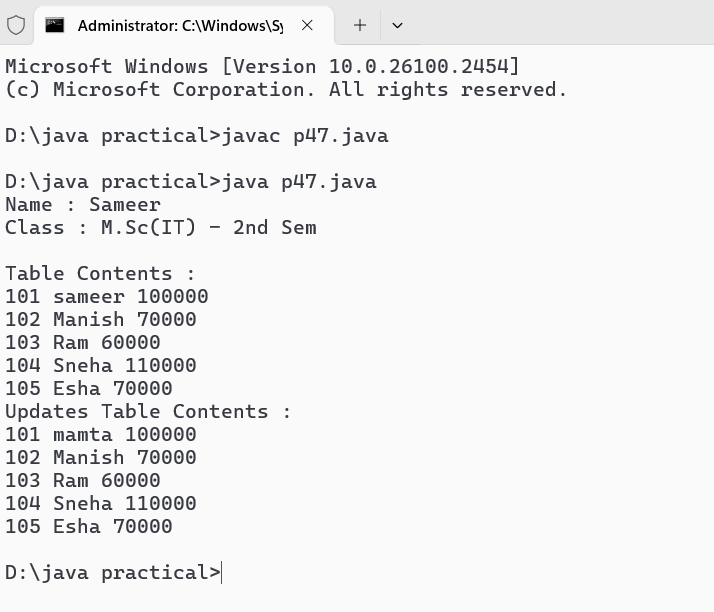 Administrator: C:\Windows\Sy
Microsoft Windows [Version 10.0.26100.2454]
(c) Microsoft Corporation. All rights reserved.
D:\java practical>javac p47.java
D:\java practical>java p47.java
Name : Sameer
Class : M.Sc(IT) - 2nd Sem
Table Contents :
101 sameer 100000
102 Manish 70000
103 Ram 60000
104 Sneha 110000
105 Esha 70000
Updates Table Contents :
101 mamta 100000
102 Manish 70000
103 Ram 60000
104 Sneha 110000
105 Esha 70000
D:\java practical>